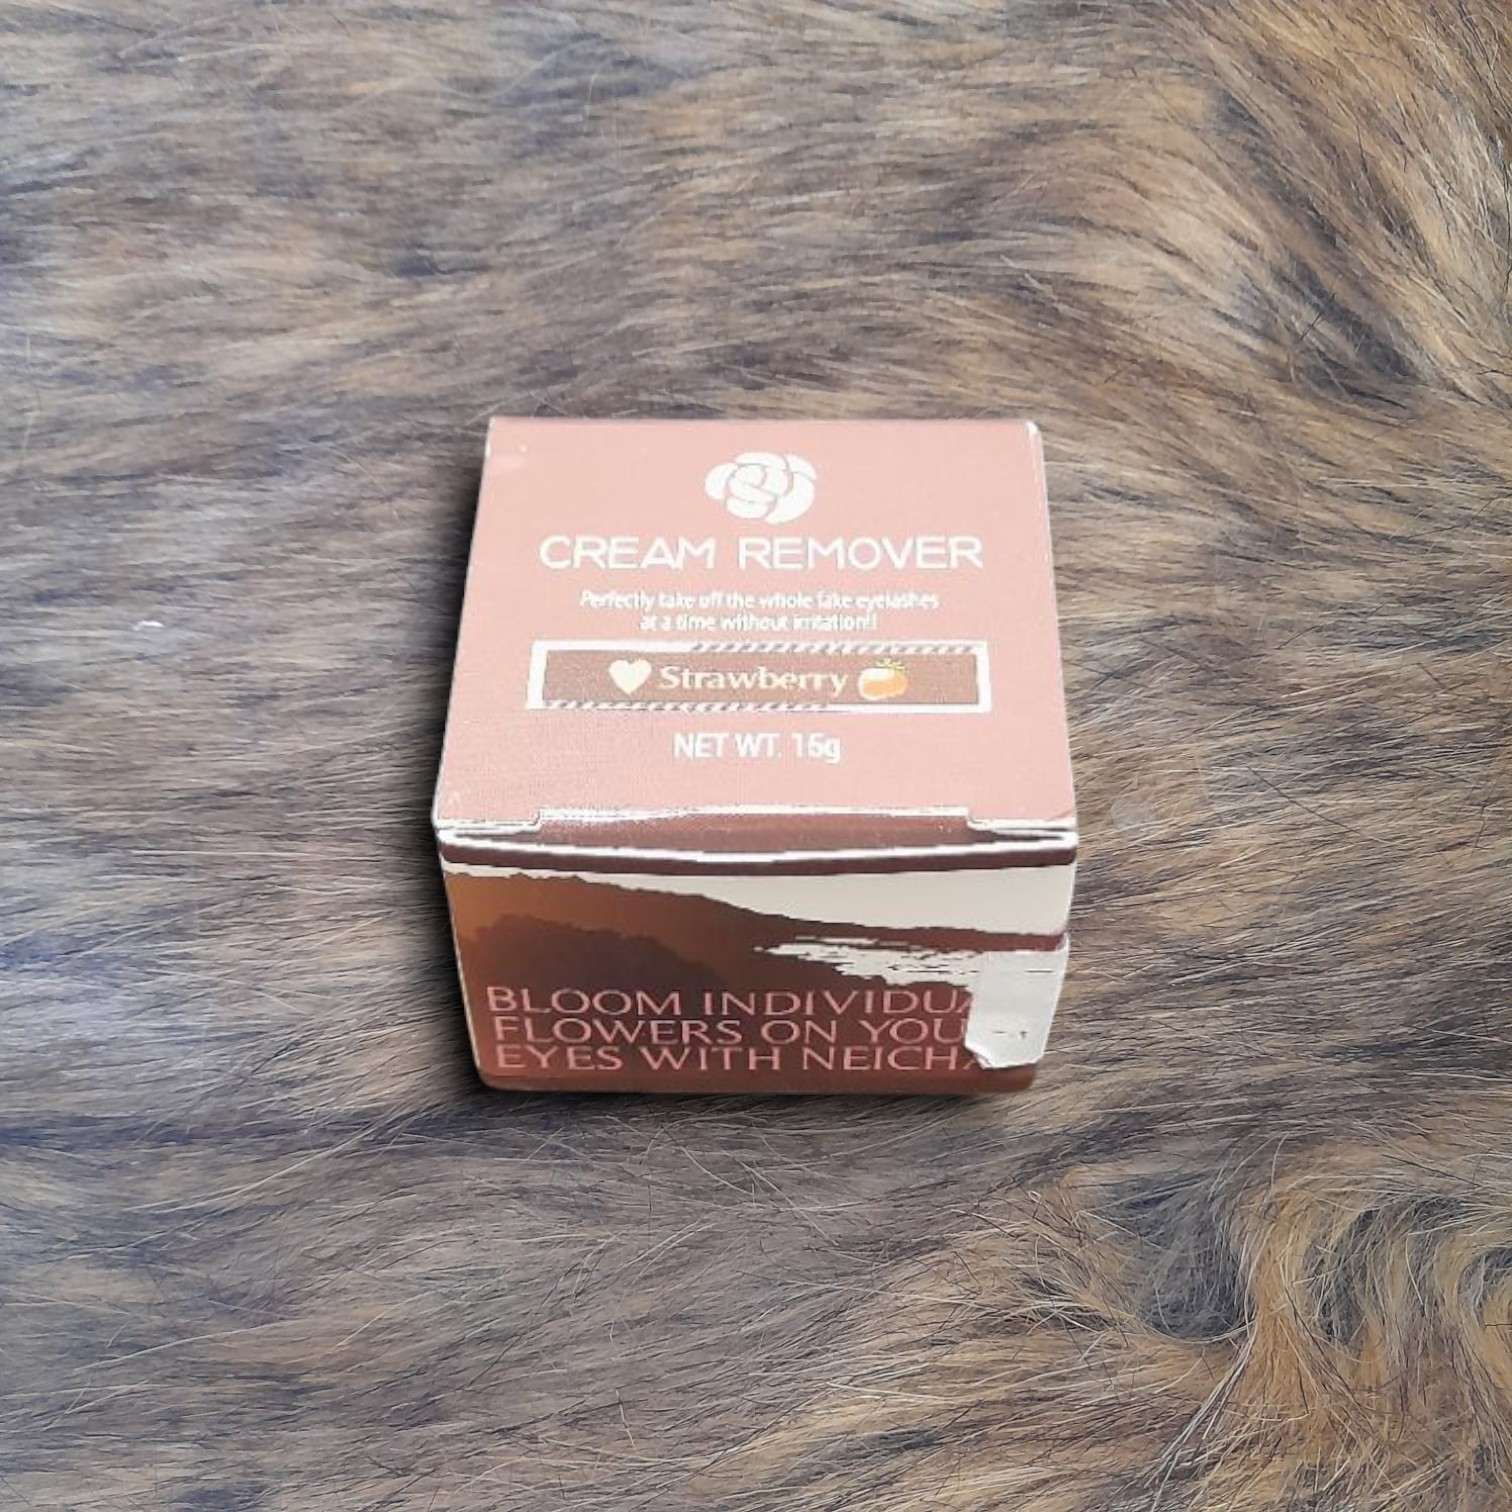 CREAM REMOVER
Perfectly take off the whole fake eyelashes
at a time without irritation!!
Strawberry
NET WT. 15g
BLOOM INDIVIDUA
FLOWERS ON YOU
EYES WITH NEICHA